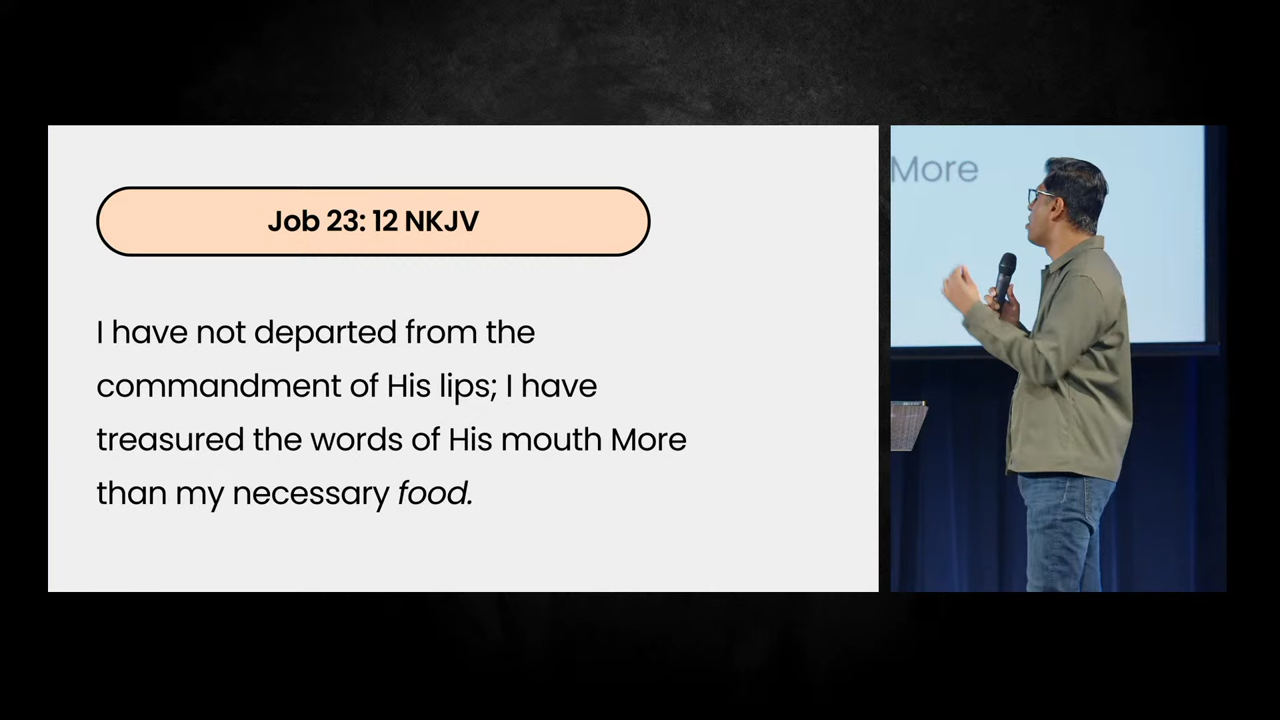 Job 23: 12 NKJV
I have not departed from the
commandment of His lips; I have
treasured the words of His mouth More
than my necessary food.
More